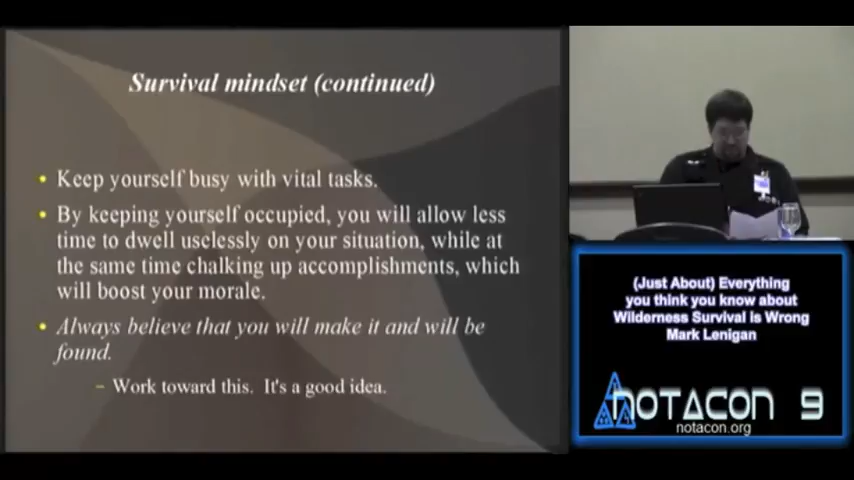 Survival mindset (continued)
Keep yourself busy with vital tasks.
By keeping yourself occupied, you will allow less
time to dwell uselessly on your situation, while at
the same time chalking up accomplishments, which
will boost your morale.
Always believe that you will make it and will be
found.
– Work toward this. It's a good idea.
(Just About) Everything
you think you know about
Wilderness Survival is Wrong
Mark Lenigan
NOTACON 9
notacon.org